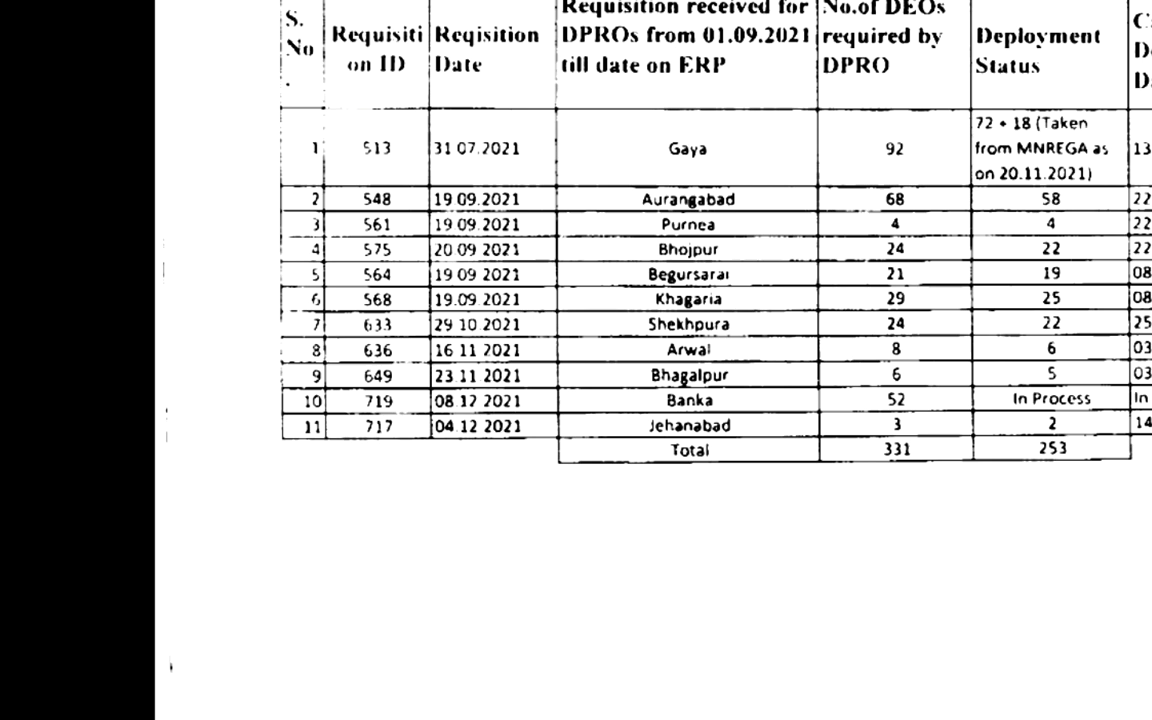 S. No . Requisiti on ID Reqisition Date Requisition received for DPROs from 01.09.2021 till date on ERP No.of DEOs required by DPRO Deployment Status
72 + 18 (Taken
1 513 31 07.2021 Gaya 92 from MNREGA as 13
on 20.11.2021)
2 548 19 09.2021 Aurangabad 68 58 22
3 561 19 09.2021 Purnea 4 4 22
4 575 20 09 2021 Bhojpur 24 22 22
5 564 19 09 2021 Begursarai 21 19 08
6 568 19.09.2021 Khagaria 29 25 08
7 633 29 10 2021 Shekhpura 24 22 25
8 636 16 11 2021 Arwal 8 6 03
9 649 23.11 2021 Bhagalpur 6 5 03
10 719 08.12 2021 Banka 52 In Process In
11 717 04.12 2021 Jehanabad 3 2 14
Total 331 253